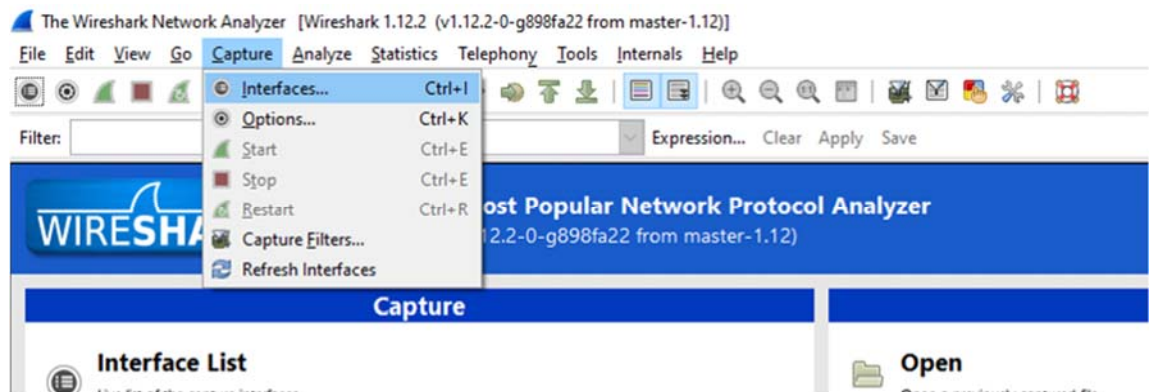 The Wireshark Network Analyzer [Wireshark 1.12.2 (v1.12.2-0-g898fa22 from master-1.12)]
File Edit View Go Capture Analyze Statistics Telephony Tools Internals Help
Interfaces... Ctrl+I
Options... Ctrl+K
Start Ctrl+E
Stop Ctrl+E
Restart Ctrl+R
Capture Filters...
Refresh Interfaces
Filter: Expression... Clear Apply Save
WIRESHA
ost Popular Network Protocol Analyzer
12.2-0-g898fa22 from master-1.12)
Capture
Interface List
Open